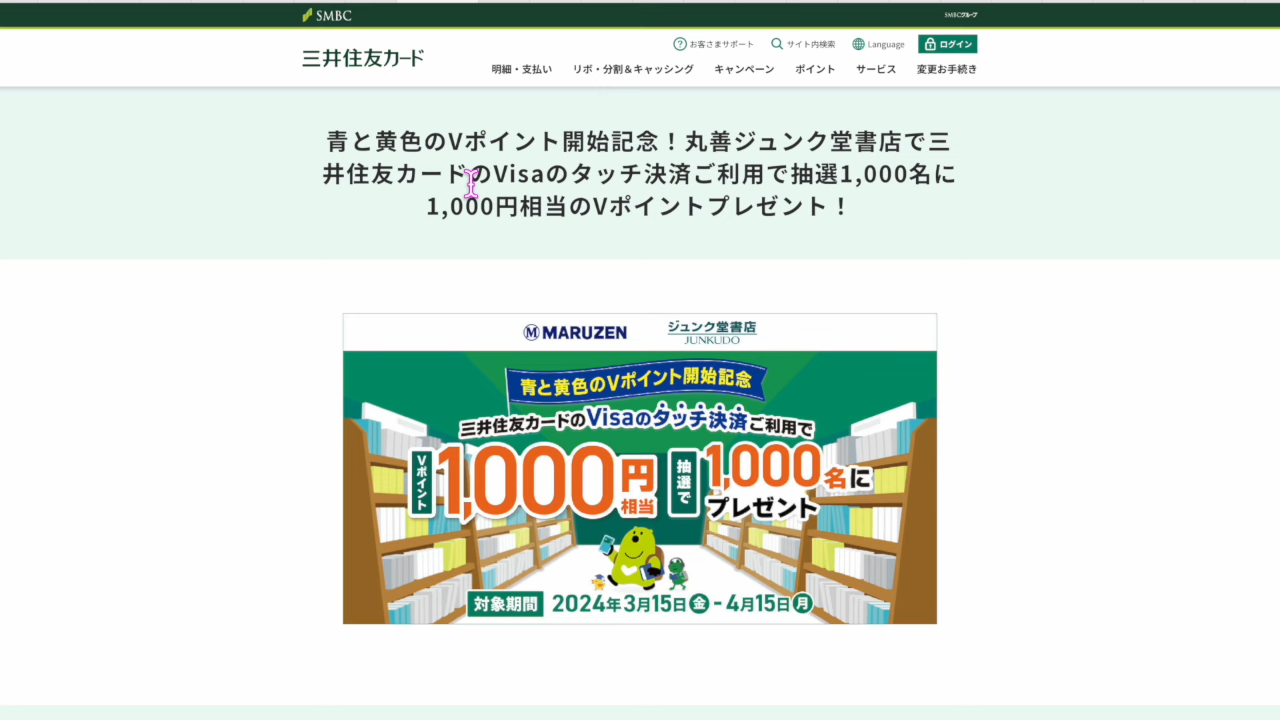 SMBC
SMBCグループ
三井住友カード
お客さまサポート
サイト内検索
Language
ログイン
明細・支払い
リボ・分割＆キャッシング
キャンペーン
ポイント
サービス
変更お手続き
青と黄色のVポイント開始記念！丸善ジュンク堂書店で三
井住友カードのVisaのタッチ決済ご利用で抽選1,000名に
1,000円相当のVポイントプレゼント！
M MARUZEN
ジュンク堂書店
JUNKUDO
青と黄色のVポイント開始記念
三井住友カードのVisaのタッチ決済ご利用で
Vポイント
1,000円相当
抽選で
1,000名に
プレゼント
対象期間 2024年3月15日金-4月15日月